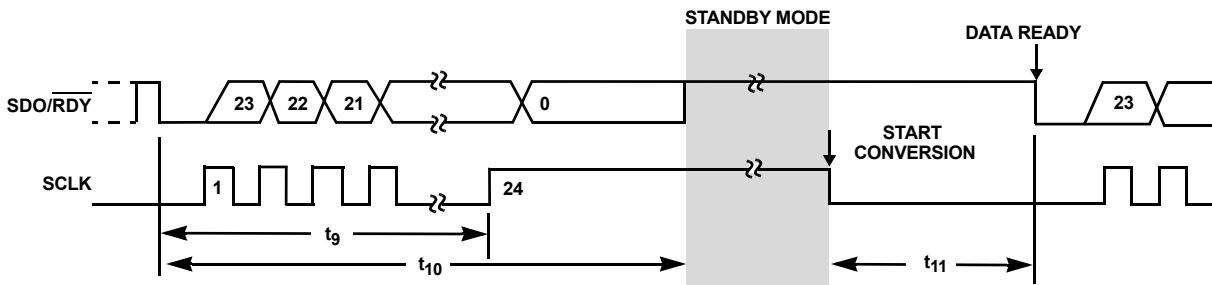 STANDBY MODE
DATA READY
SDO/RDY
23
22
21
0
23
START
CONVERSION
SCLK
1
24
t9
t10
t11